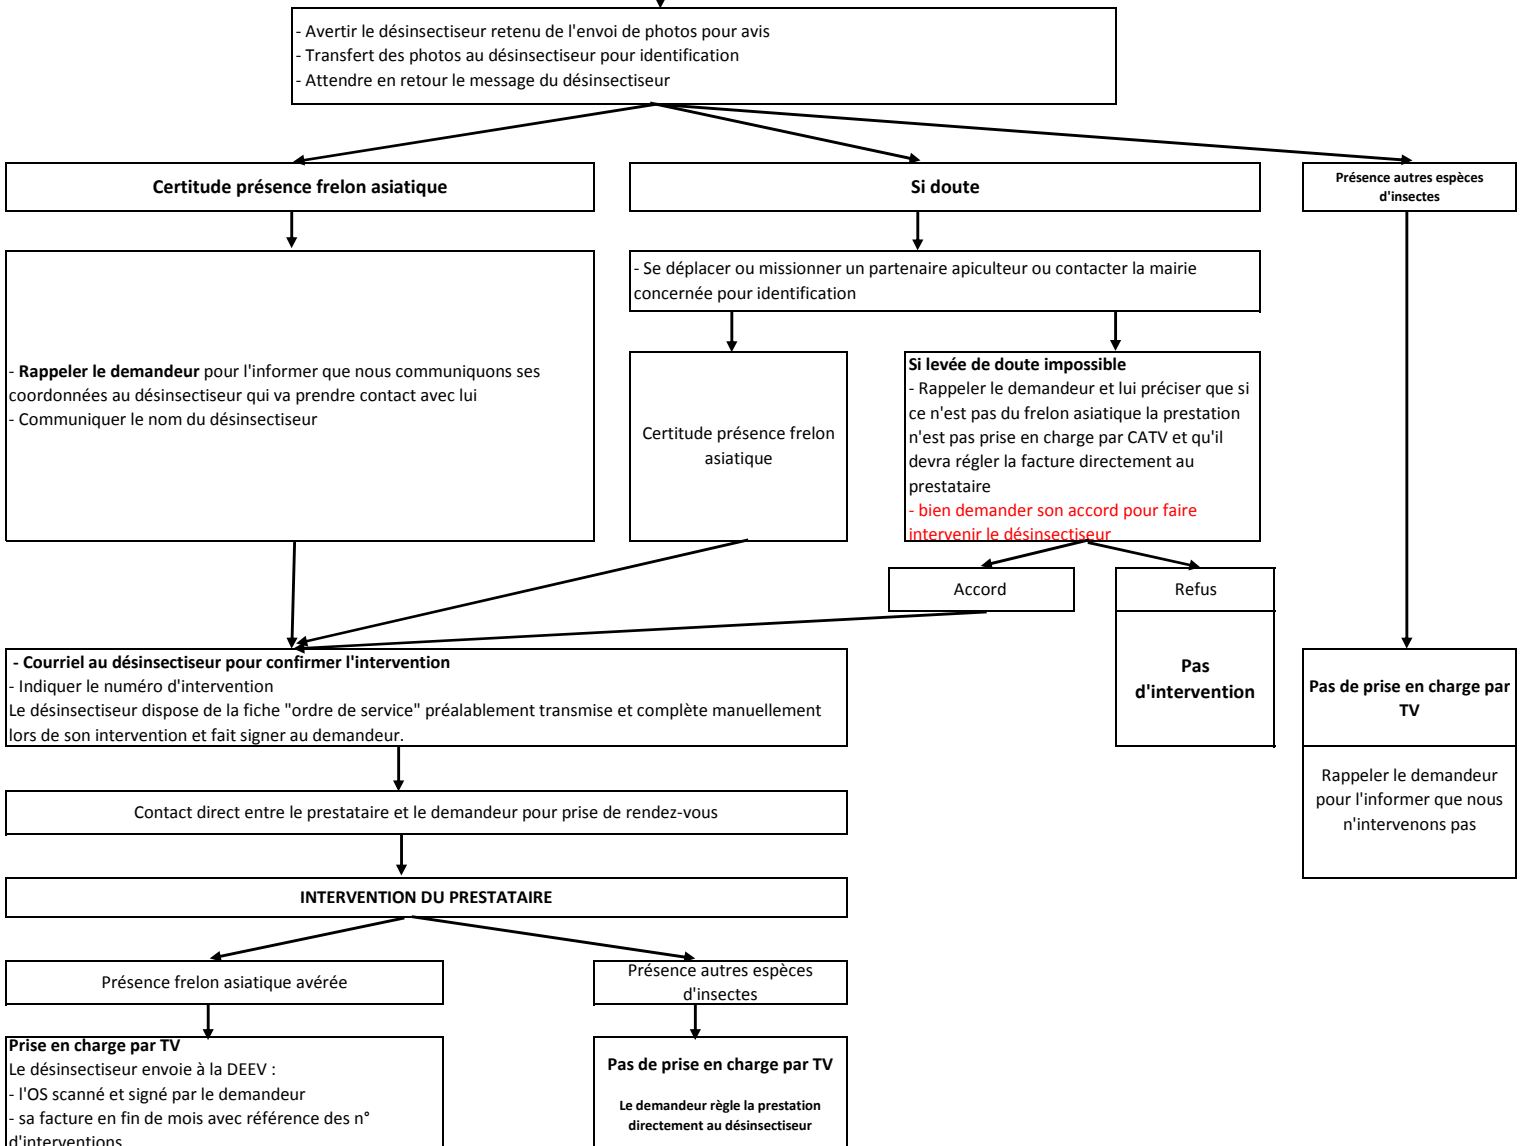 - Avertir le désinsectiseur retenu de l'envoi de photos pour avis
- Transfert des photos au désinsectiseur pour identification
- Attendre en retour le message du désinsectiseur
Certitude présence frelon asiatique
Si doute
Présence autres espèces
d'insectes
- Rappeler le demandeur pour l'informer que nous communiquons ses
coordonnées au désinsectiseur qui va prendre contact avec lui
- Communiquer le nom du désinsectiseur
- Se déplacer ou missionner un partenaire apiculteur ou contacter la mairie
concernée pour identification
Certitude présence frelon
asiatique
Si levée de doute impossible
- Rappeler le demandeur et lui préciser que si
ce n'est pas du frelon asiatique la prestation
n'est pas prise en charge par CATV et qu'il
devra régler la facture directement au
prestataire
- bien demander son accord pour faire
intervenir le désinsectiseur
Accord
Refus
Pas
d'intervention
Pas de prise en charge par
TV
Rappeler le demandeur
pour l'informer que nous
n'intervenons pas
- Courriel au désinsectiseur pour confirmer l'intervention
- Indiquer le numéro d'intervention
Le désinsectiseur dispose de la fiche "ordre de service" préalablement transmise et complète manuellement
lors de son intervention et fait signer au demandeur.
Contact direct entre le prestataire et le demandeur pour prise de rendez-vous
INTERVENTION DU PRESTATAIRE
Présence frelon asiatique avérée
Présence autres espèces
d'insectes
Prise en charge par TV
Le désinsectiseur envoie à la DEEV :
- l'OS scanné et signé par le demandeur
- sa facture en fin de mois avec référence des n°
d'interventions
Pas de prise en charge par TV
Le demandeur règle la prestation
directement au désinsectiseur